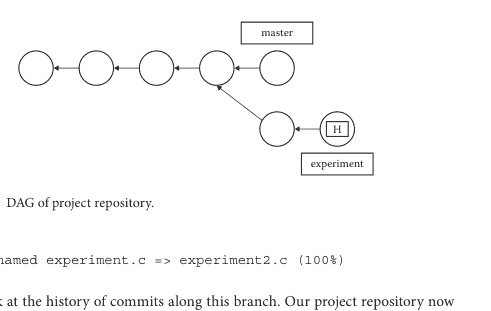 master
H
experiment
DAG of project repository.
experiment.c => experiment2.c (100%)
at the history of commits along this branch. Our project repository now